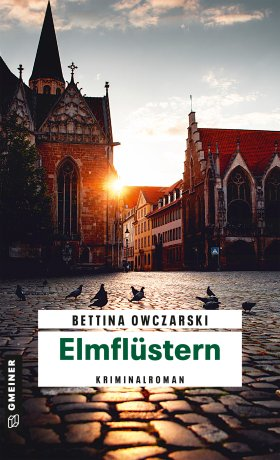 BETTINA OWCZARSKI
Elmflüstern
KRIMINALROMAN
GMEINER